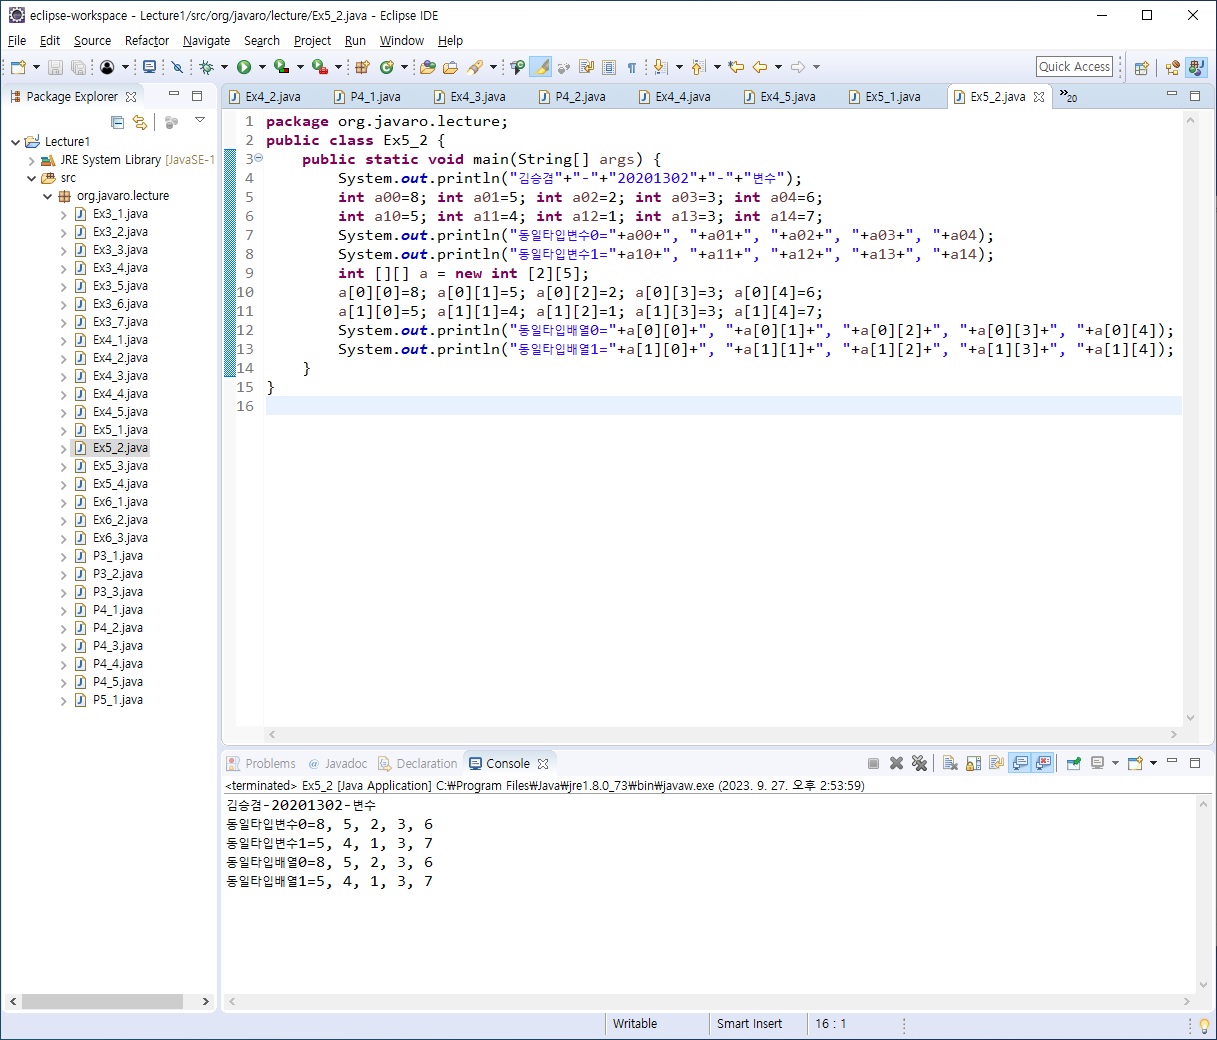 eclipse-workspace - Lecture1/src/org/javaro/lecture/Ex5_2.java - Eclipse IDE
File Edit Source Refactor Navigate Search Project Run Window Help
Quick Access
Package Explorer
Lecture1
JRE System Library [JavaSE-1
src
org.javaro.lecture
Ex3_1.java
Ex3_2.java
Ex3_3.java
Ex3_4.java
Ex3_5.java
Ex3_6.java
Ex3_7.java
Ex4_1.java
Ex4_2.java
Ex4_3.java
Ex4_4.java
Ex4_5.java
Ex5_1.java
Ex5_2.java
Ex5_3.java
Ex5_4.java
Ex6_1.java
Ex6_2.java
Ex6_3.java
P3_1.java
P3_2.java
P3_3.java
P4_1.java
P4_2.java
P4_3.java
P4_4.java
P4_5.java
P5_1.java
Ex4_2.java P4_1.java Ex4_3.java P4_2.java Ex4_4.java Ex4_5.java Ex5_1.java Ex5_2.java »20
1 package org.javaro.lecture;
2 public class Ex5_2 {
3 public static void main(String[] args) {
4 System.out.println("김승겸"+"-"+"20201302"+"-"+"변수");
5 int a00=8; int a01=5; int a02=2; int a03=3; int a04=6;
6 int a10=5; int a11=4; int a12=1; int a13=3; int a14=7;
7 System.out.println("동일타입변수0="+a00+", "+a01+", "+a02+", "+a03+", "+a04);
8 System.out.println("동일타입변수1="+a10+", "+a11+", "+a12+", "+a13+", "+a14);
9 int [][] a = new int [2][5];
10 a[0][0]=8; a[0][1]=5; a[0][2]=2; a[0][3]=3; a[0][4]=6;
11 a[1][0]=5; a[1][1]=4; a[1][2]=1; a[1][3]=3; a[1][4]=7;
12 System.out.println("동일타입배열0="+a[0][0]+", "+a[0][1]+", "+a[0][2]+", "+a[0][3]+", "+a[0][4]);
13 System.out.println("동일타입배열1="+a[1][0]+", "+a[1][1]+", "+a[1][2]+", "+a[1][3]+", "+a[1][4]);
14 }
15 }
16
Problems @ Javadoc Declaration Console
<terminated> Ex5_2 [Java Application] C:₩Program Files₩Java₩jre1.8.0_73₩bin₩javaw.exe (2023. 9. 27. 오후 2:53:59)
김승겸-20201302-변수
동일타입변수0=8, 5, 2, 3, 6
동일타입변수1=5, 4, 1, 3, 7
동일타입배열0=8, 5, 2, 3, 6
동일타입배열1=5, 4, 1, 3, 7
Writable Smart Insert 16 : 1